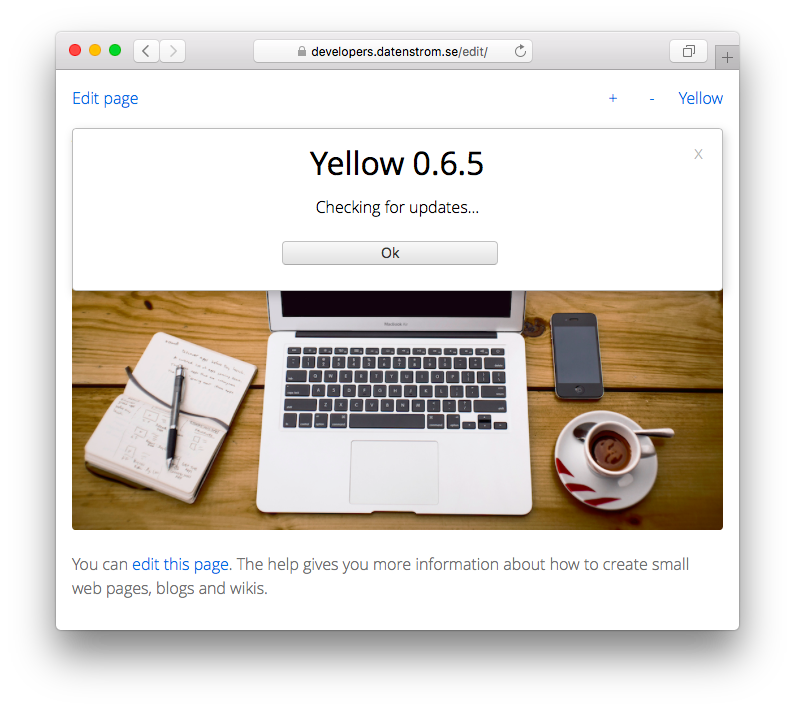 developers.datenstrom.se/edit/
Edit page
+ - Yellow
Yellow 0.6.5
x
Checking for updates...
Ok
You can edit this page. The help gives you more information about how to create small
web pages, blogs and wikis.